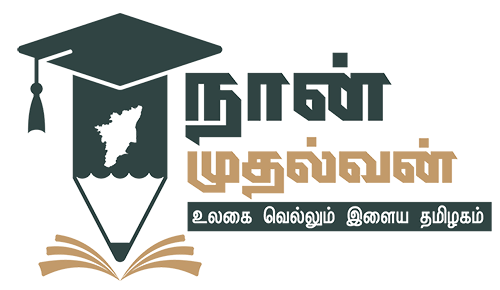 நான்
முதல்வன்
உலகை வெல்லும் இளைய தமிழகம்